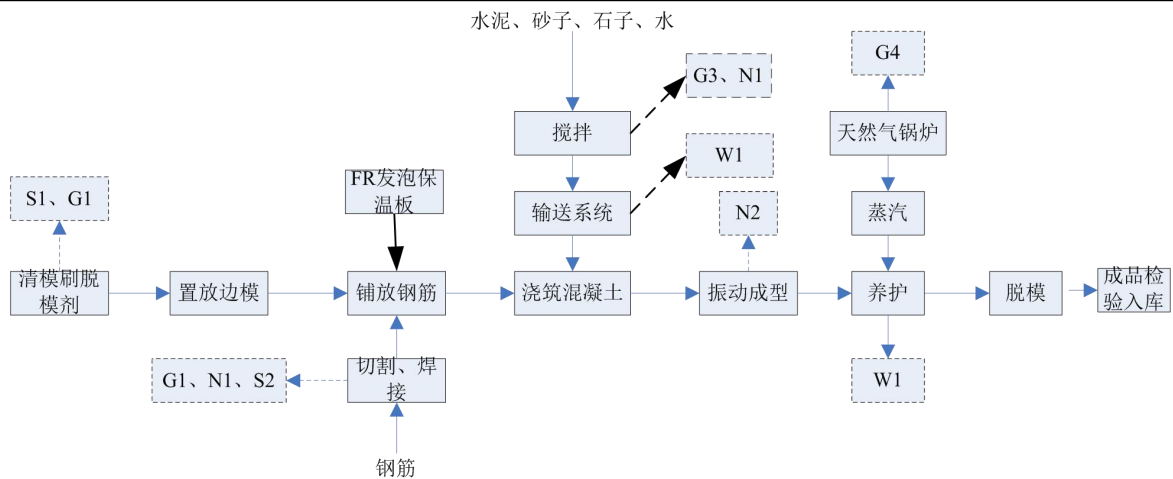 水泥、砂子、石子、水
G4
G3、N1
搅拌
天然气锅炉
W1
S1、G1
FR发泡保
温板
输送系统
N2
蒸汽
清模刷脱
模剂
置放边模
铺放钢筋
浇筑混凝土
振动成型
养护
脱模
成品检
验入库
G1、N1、S2
切割、焊
接
W1
钢筋